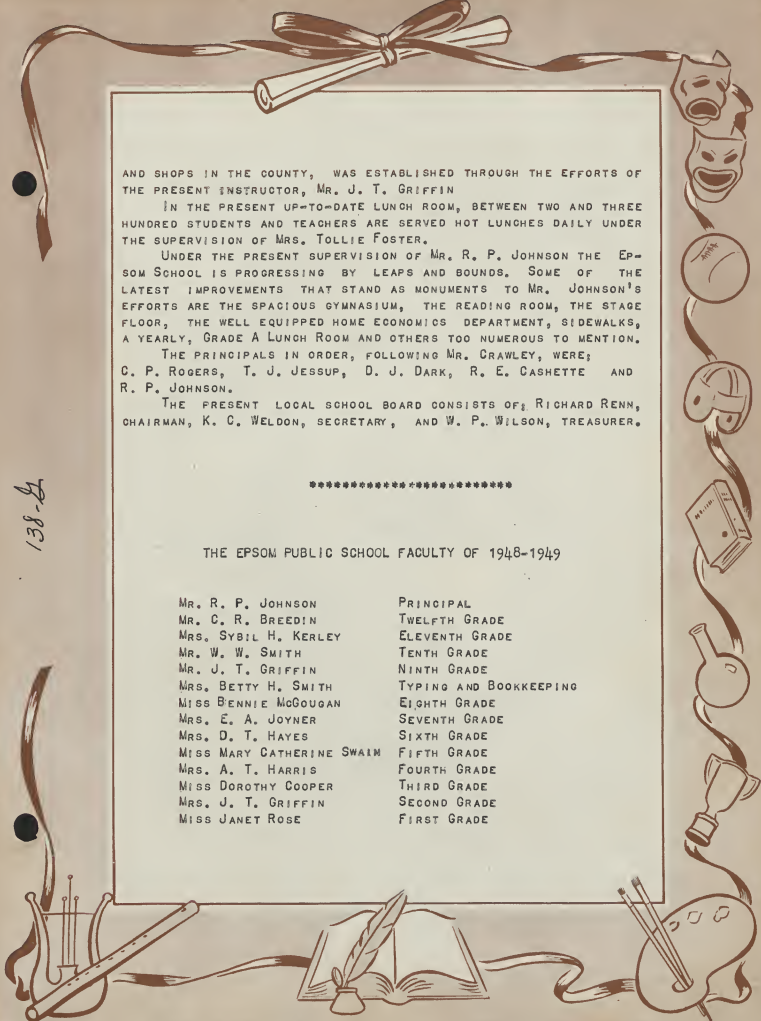 AND SHOPS IN THE COUNTY, WAS ESTABLISHED THROUGH THE EFFORTS OF
THE PRESENT INSTRUCTOR, MR. J. T. GRIFFIN
IN THE PRESENT UP-TO-DATE LUNCH ROOM, BETWEEN TWO AND THREE
HUNDRED STUDENTS AND TEACHERS ARE SERVED HOT LUNCHES DAILY UNDER
THE SUPERVISION OF MRS. TOLLIE FOSTER.
UNDER THE PRESENT SUPERVISION OF MR. R. P. JOHNSON THE EP-
SOM SCHOOL IS PROGRESSING BY LEAPS AND BOUNDS. SOME OF THE
LATEST IMPROVEMENTS THAT STAND AS MONUMENTS TO MR. JOHNSON'S
EFFORTS ARE THE SPACIOUS GYMNASIUM, THE READING ROOM, THE STAGE
FLOOR, THE WELL EQUIPPED HOME ECONOMICS DEPARTMENT, SIDEWALKS,
A YEARLY, GRADE A LUNCH ROOM AND OTHERS TOO NUMEROUS TO MENTION.
THE PRINCIPALS IN ORDER, FOLLOWING MR. CRAWLEY, WERE;
C. P. ROGERS, T. J. JESSUP, D. J. DARK, R. E. CASHETTE AND
R. P. JOHNSON.
THE PRESENT LOCAL SCHOOL BOARD CONSISTS OF: RICHARD RENN,
CHAIRMAN, K. C. WELDON, SECRETARY, AND W. P. WILSON, TREASURER.
************************
138-G
THE EPSOM PUBLIC SCHOOL FACULTY OF 1948-1949
MR. R. P. JOHNSON PRINCIPAL
MR. C. R. BREEDIN TWELFTH GRADE
MRS. SYBIL H. KERLEY ELEVENTH GRADE
MR. W. W. SMITH TENTH GRADE
MR. J. T. GRIFFIN NINTH GRADE
MRS. BETTY H. SMITH TYPING AND BOOKKEEPING
MISS BENNIE MCGOUGAN EIGHTH GRADE
MRS. E. A. JOYNER SEVENTH GRADE
MRS. D. T. HAYES SIXTH GRADE
MISS MARY CATHERINE SWAIM FIFTH GRADE
MRS. A. T. HARRIS FOURTH GRADE
MISS DOROTHY COOPER THIRD GRADE
MRS. J. T. GRIFFIN SECOND GRADE
MISS JANET ROSE FIRST GRADE